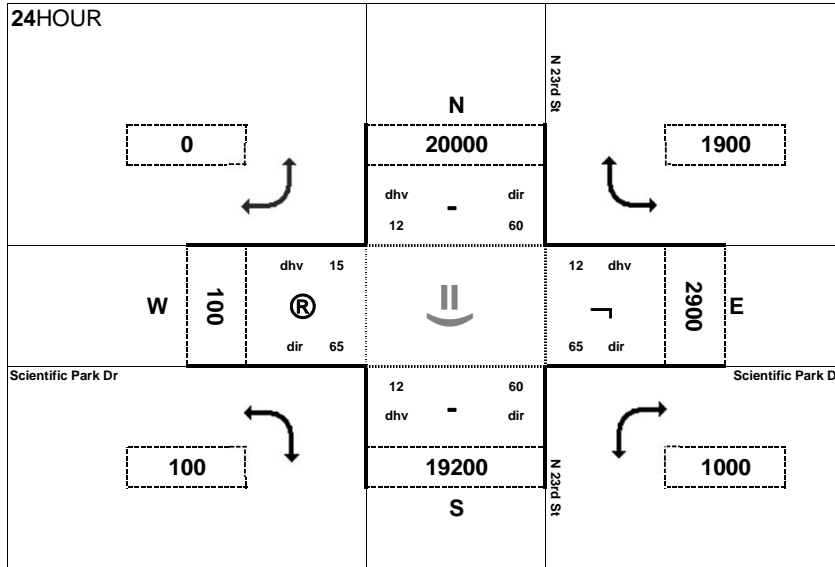 24HOUR
N 23rd St
N
0
20000
1900
dhv
dir
-
12
60
dhv 15
12 dhv
W
100
®
=)
¬
2900
E
dir 65
65 dir
Scientific Park Dr
Scientific Park D
12
60
dhv
-
dir
100
19200
1000
N 23rd St
S